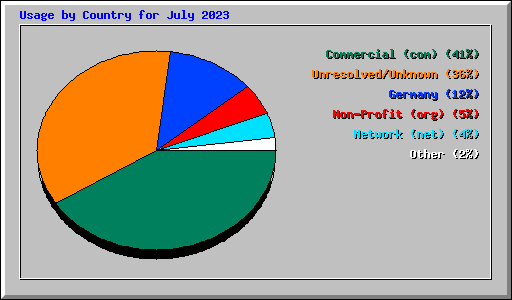 Usage by Country for July 2023
Commercial (com) (41%)
Unresolved/Unknown (36%)
Germany (12%)
Non-Profit (org) (5%)
Network (net) (4%)
Other (2%)